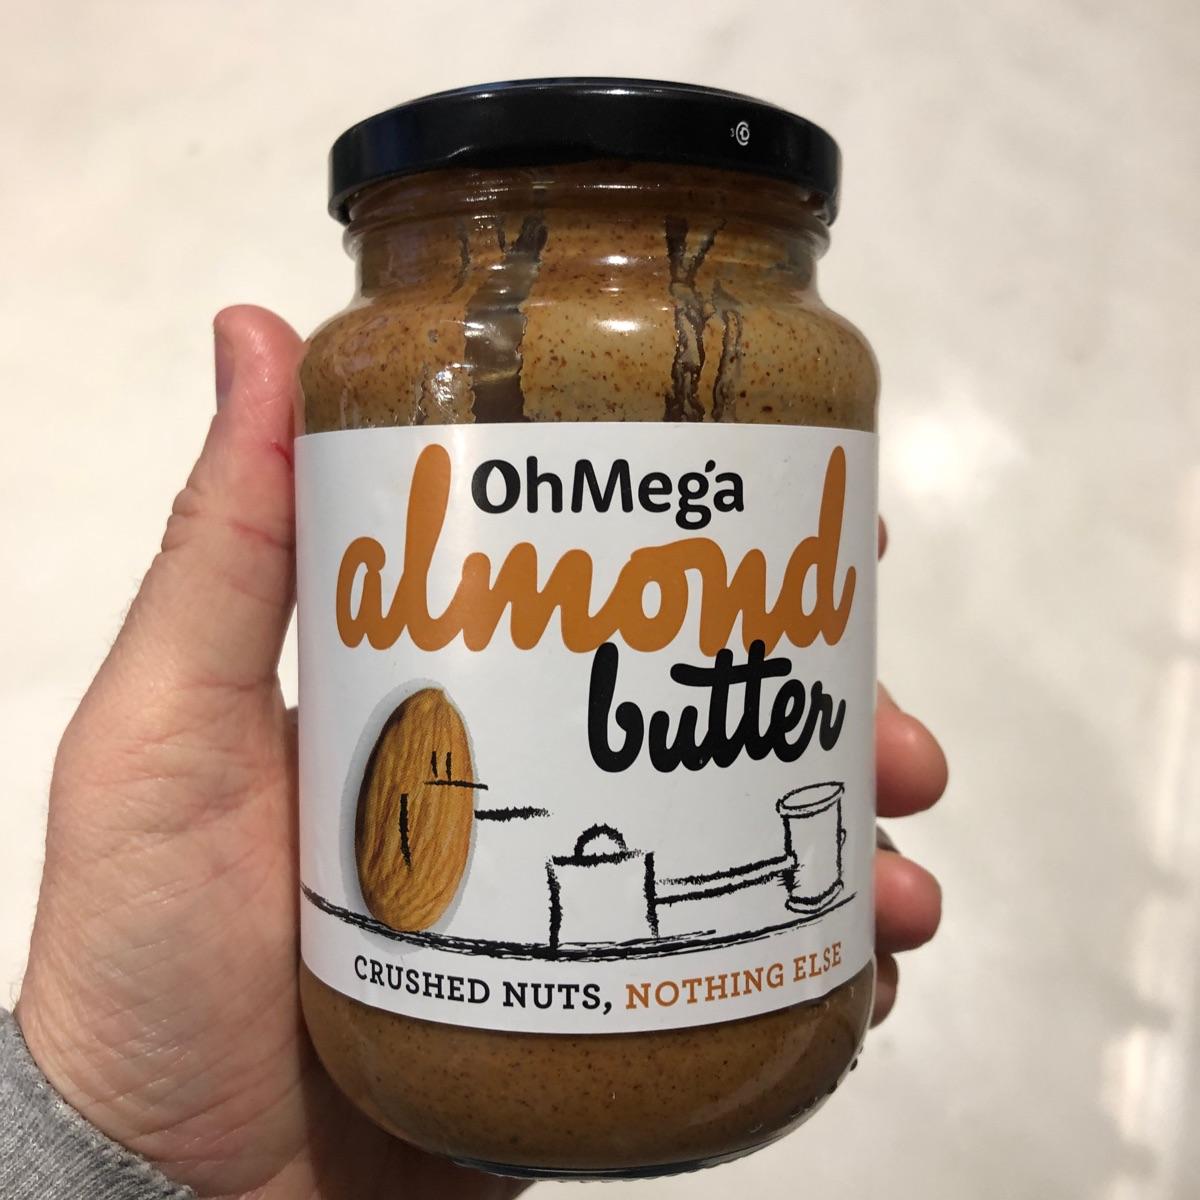 OhMega
almond
butter
CRUSHED NUTS, NOTHING ELSE